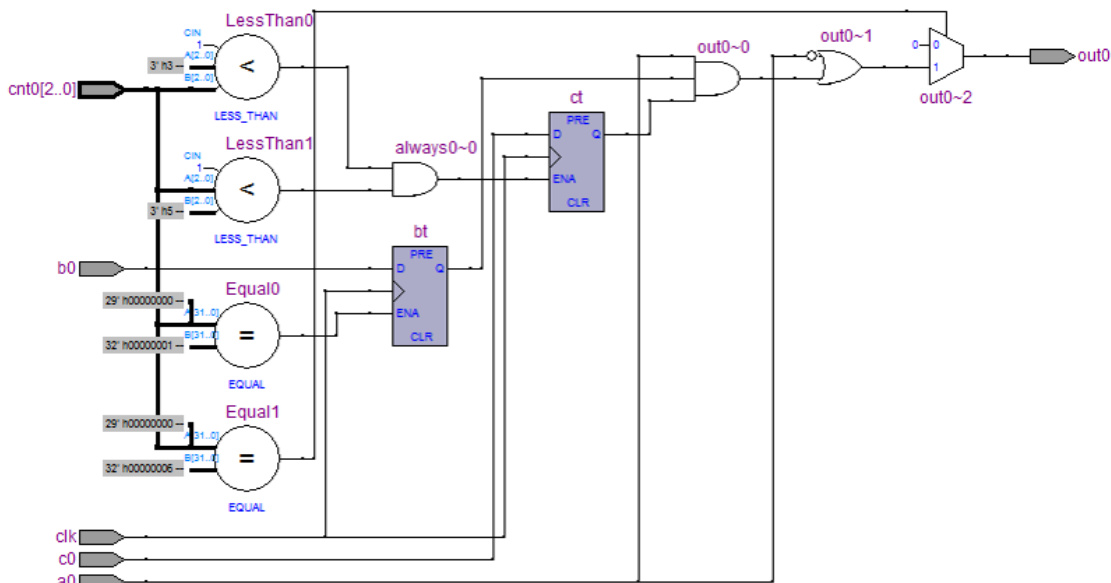 LessThan0
CIN
1
A[2..0]
3' h3
B[2..0]
<
cnt0[2..0]
LESS_THAN
LessThan1
CIN
1
A[2..0]
3' h5
B[2..0]
<
LESS_THAN
always0~0
ct
PRE
D
Q
ENA
CLR
out0~0
out0~1
0
0
1
out0~2
out0
b0
bt
PRE
D
Q
ENA
CLR
Equal0
29' h00000000
A[31..0]
32' h00000001
B[31..0]
=
EQUAL
Equal1
29' h00000000
A[31..0]
32' h00000006
B[31..0]
=
EQUAL
clk
c0
a0